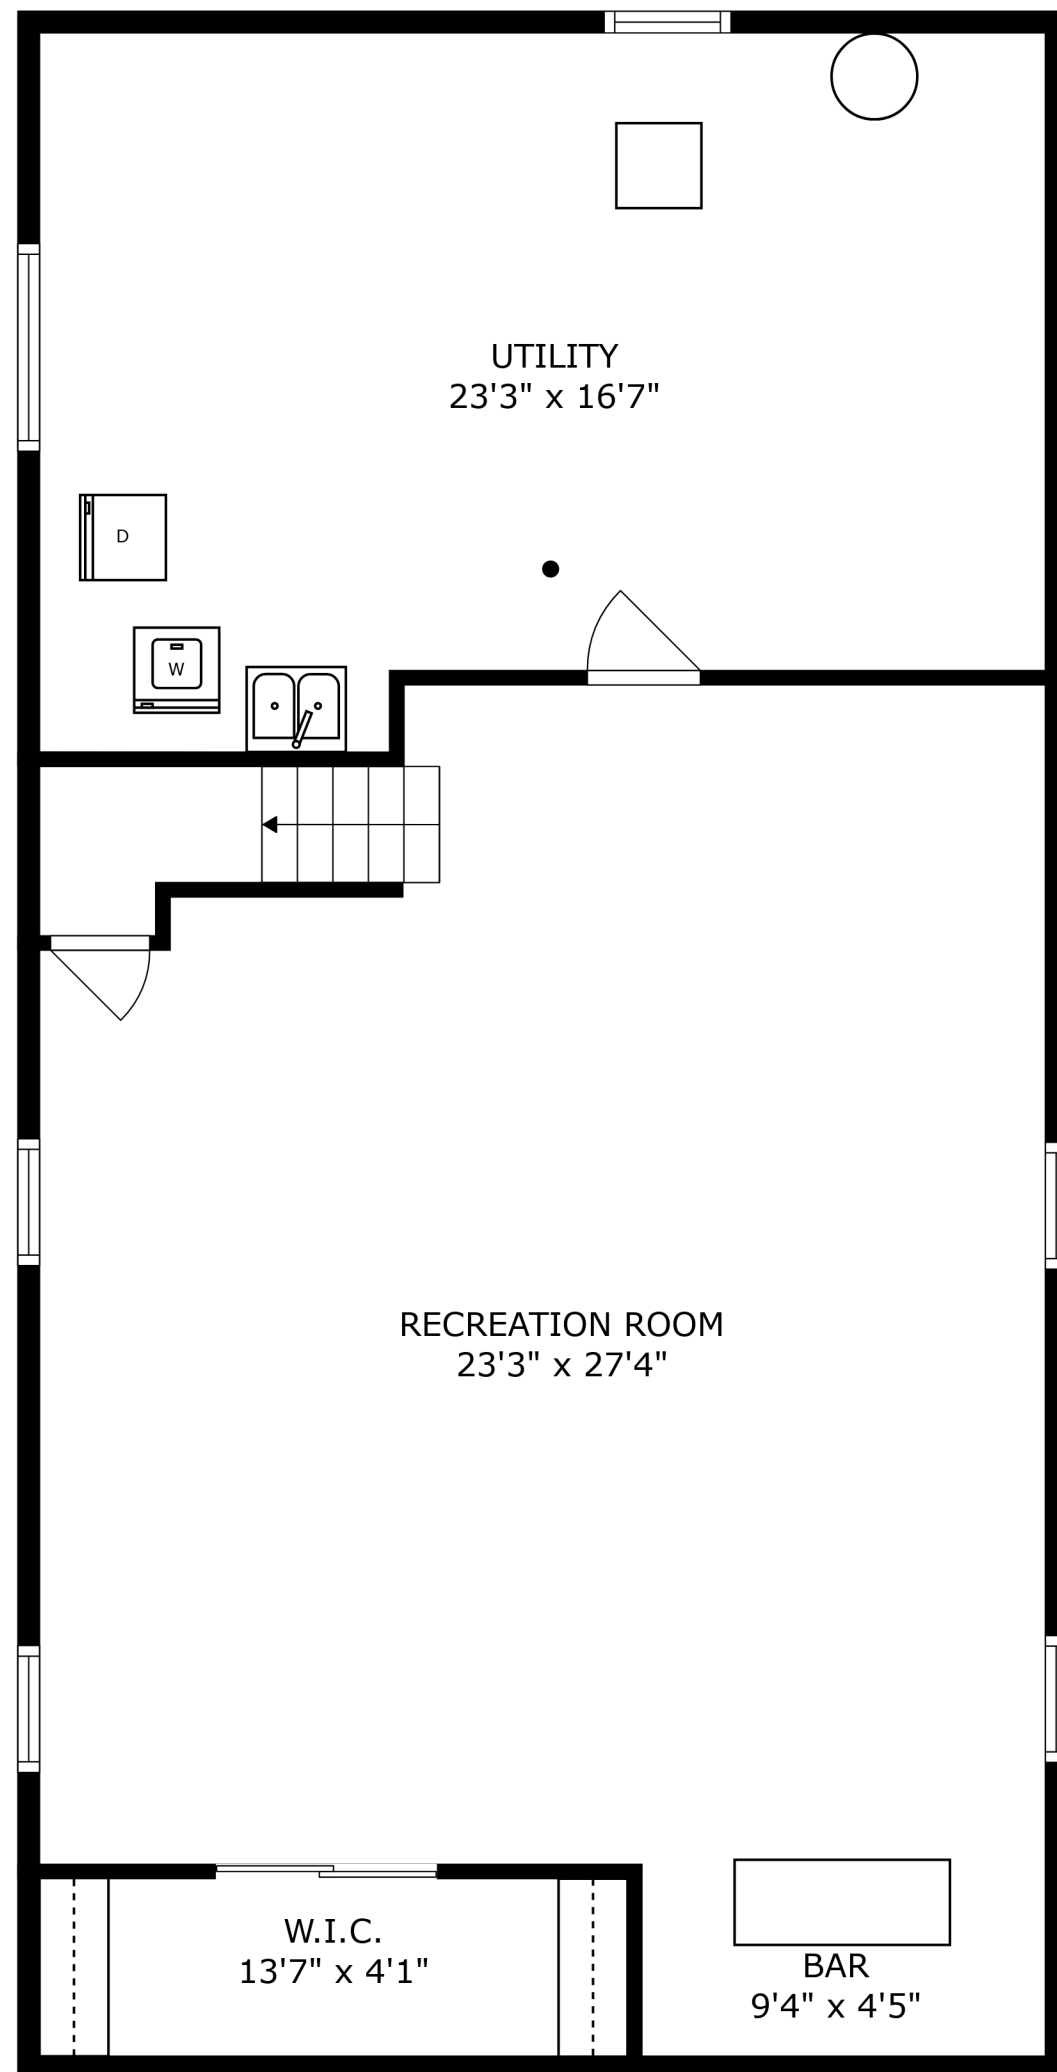 UTILITY
23'3" x 16'7"
D
W
RECREATION ROOM
23'3" x 27'4"
W.I.C.
13'7" x 4'1"
BAR
9'4" x 4'5"